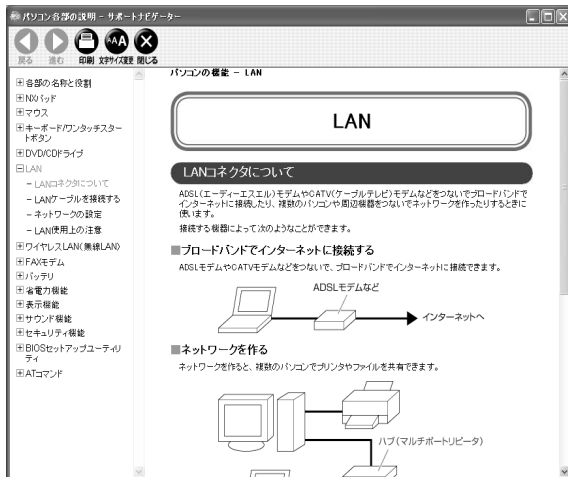 パソコン各部の説明 - サポートナビゲーター
戻る 進む 印刷 文字サイズ変更 閉じる
各部の名称と役割
NXパッド
マウス
キーボード/ワンタッチスター
トボタン
DVD/CDドライブ
LAN
- LANコネクタについて
- LANケーブルを接続する
- ネットワークの設定
- LAN使用上の注意
ワイヤレスLAN(無線LAN)
FAXモデム
バッテリ
省電力機能
表示機能
サウンド機能
セキュリティ機能
BIOSセットアップユーティリ
ティ
ATコマンド
パソコンの機能 - LAN
LAN
LANコネクタについて
ADSL(エーディーエスエル)モデムやCATV(ケーブルテレビ)モデムなどをつないでブロードバンドで
インターネットに接続したり、複数のパソコンや周辺機器をつないでネットワークを作ったりするときに
使います。
接続する機器によって次のようなことができます。
■ブロードバンドでインターネットに接続する
ADSLモデムやCATVモデムなどをつないで、ブロードバンドでインターネットに接続できます。
ADSLモデムなど
インターネットへ
■ネットワークを作る
ネットワークを作ると、複数のパソコンでプリンタやファイルを共有できます。
ハブ(マルチポートリピータ)